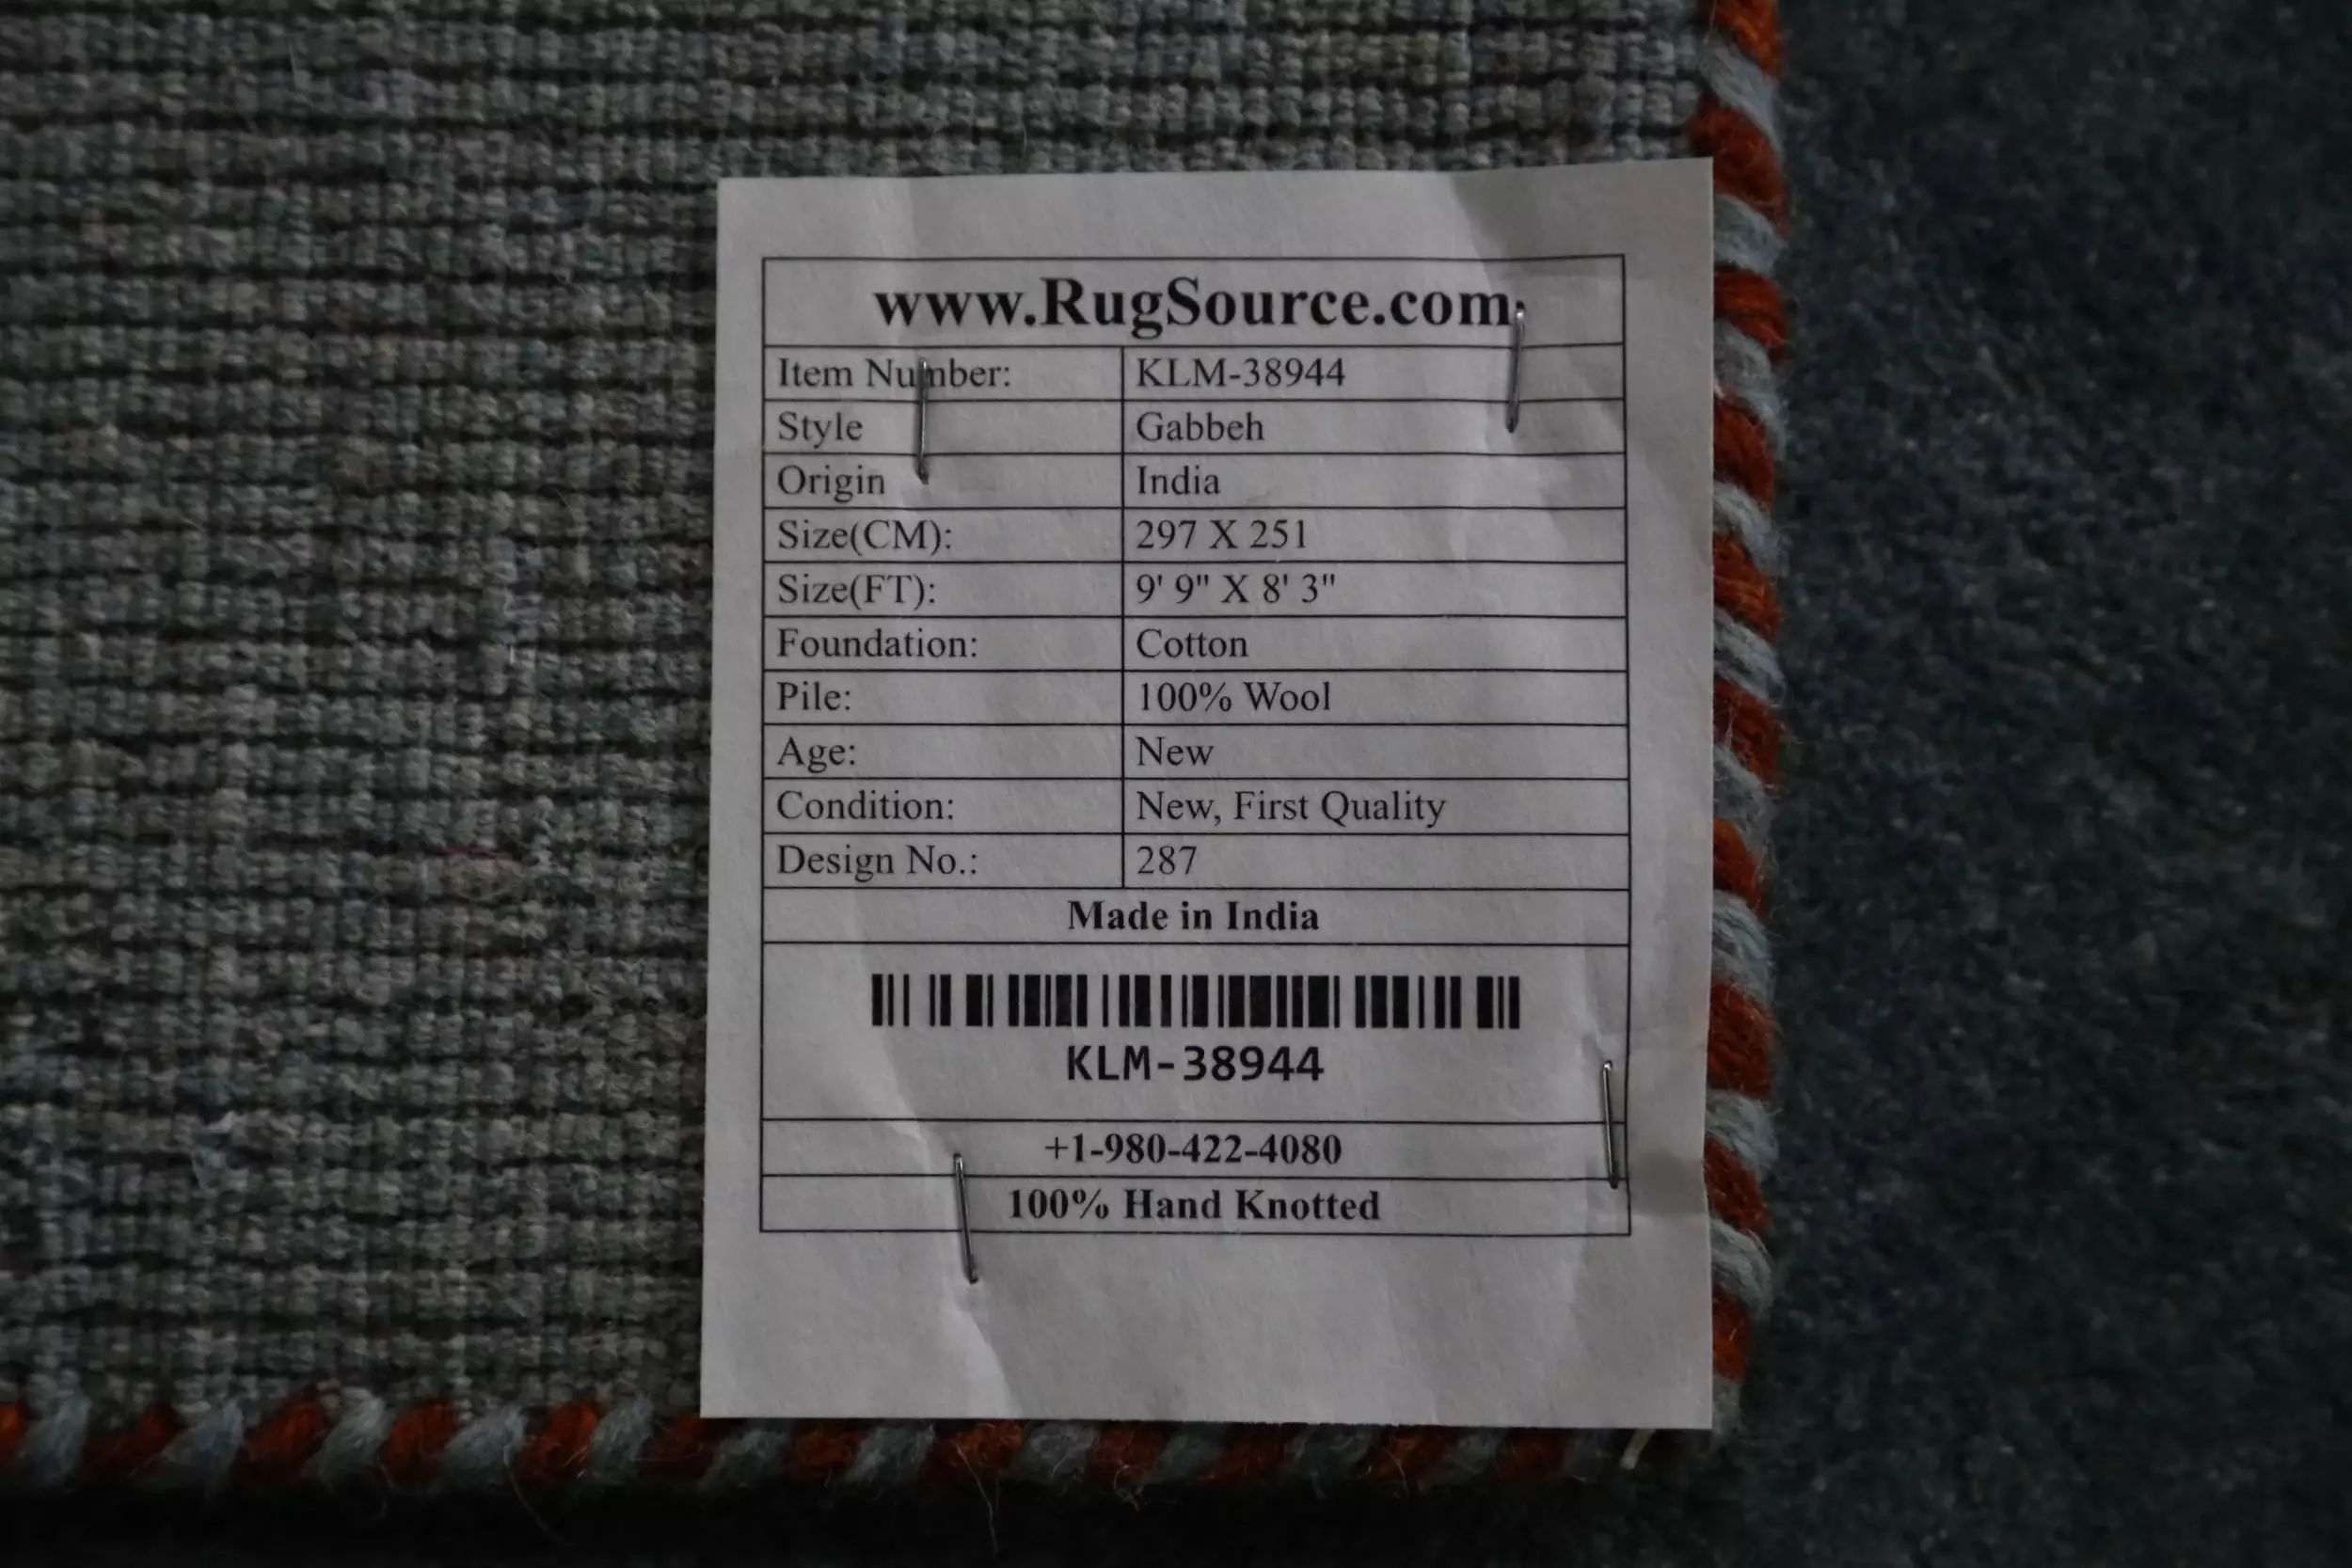 www.RugSource.com
Item Number: KLM-38944
Style Gabbeh
Origin India
Size(CM): 297 X 251
Size(FT): 9' 9" X 8' 3"
Foundation: Cotton
Pile: 100% Wool
Age: New
Condition: New, First Quality
Design No.: 287
Made in India
KLM-38944
+1-980-422-4080
100% Hand Knotted